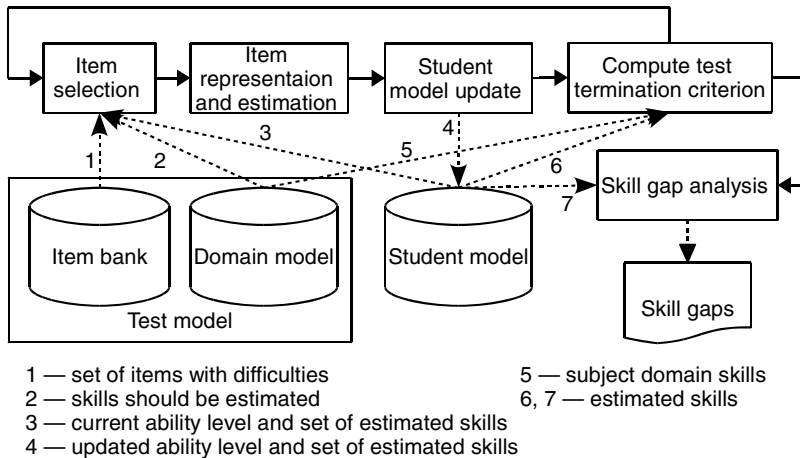 Item
selection
Item
representaion
and estimation
Student
model update
Compute test
termination criterion
1
2
3
4
5
6
7
Skill gap analysis
Item bank
Domain model
Student model
Test model
Skill gaps
1 — set of items with difficulties
2 — skills should be estimated
3 — current ability level and set of estimated skills
4 — updated ability level and set of estimated skills
5 — subject domain skills
6, 7 — estimated skills